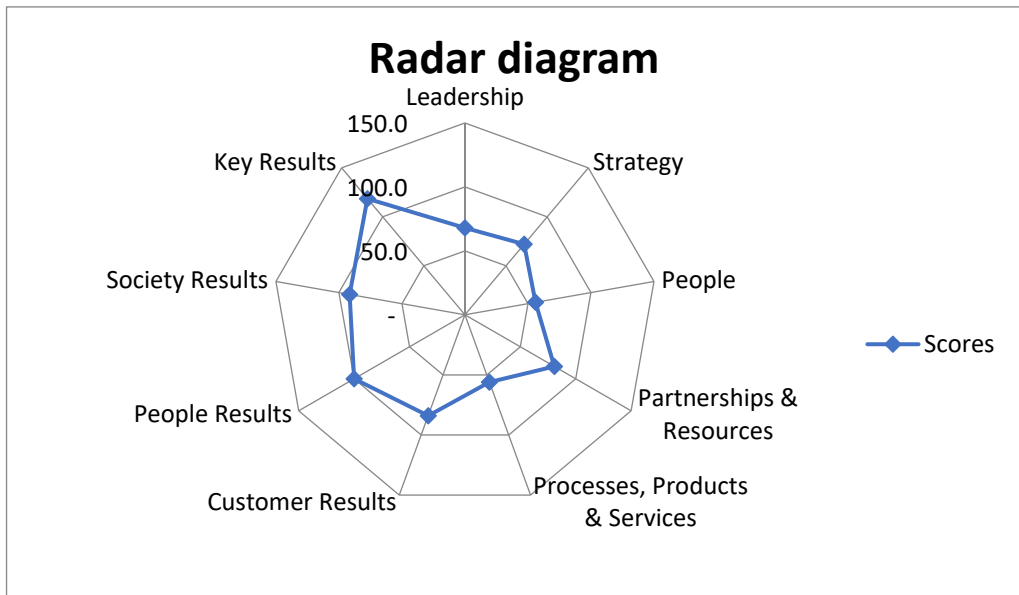 Radar diagram
Leadership
150.0
Key Results
Strategy
100.0
50.0
Society Results
People
-
Scores
People Results
Partnerships &
Resources
Customer Results
Processes, Products
& Services